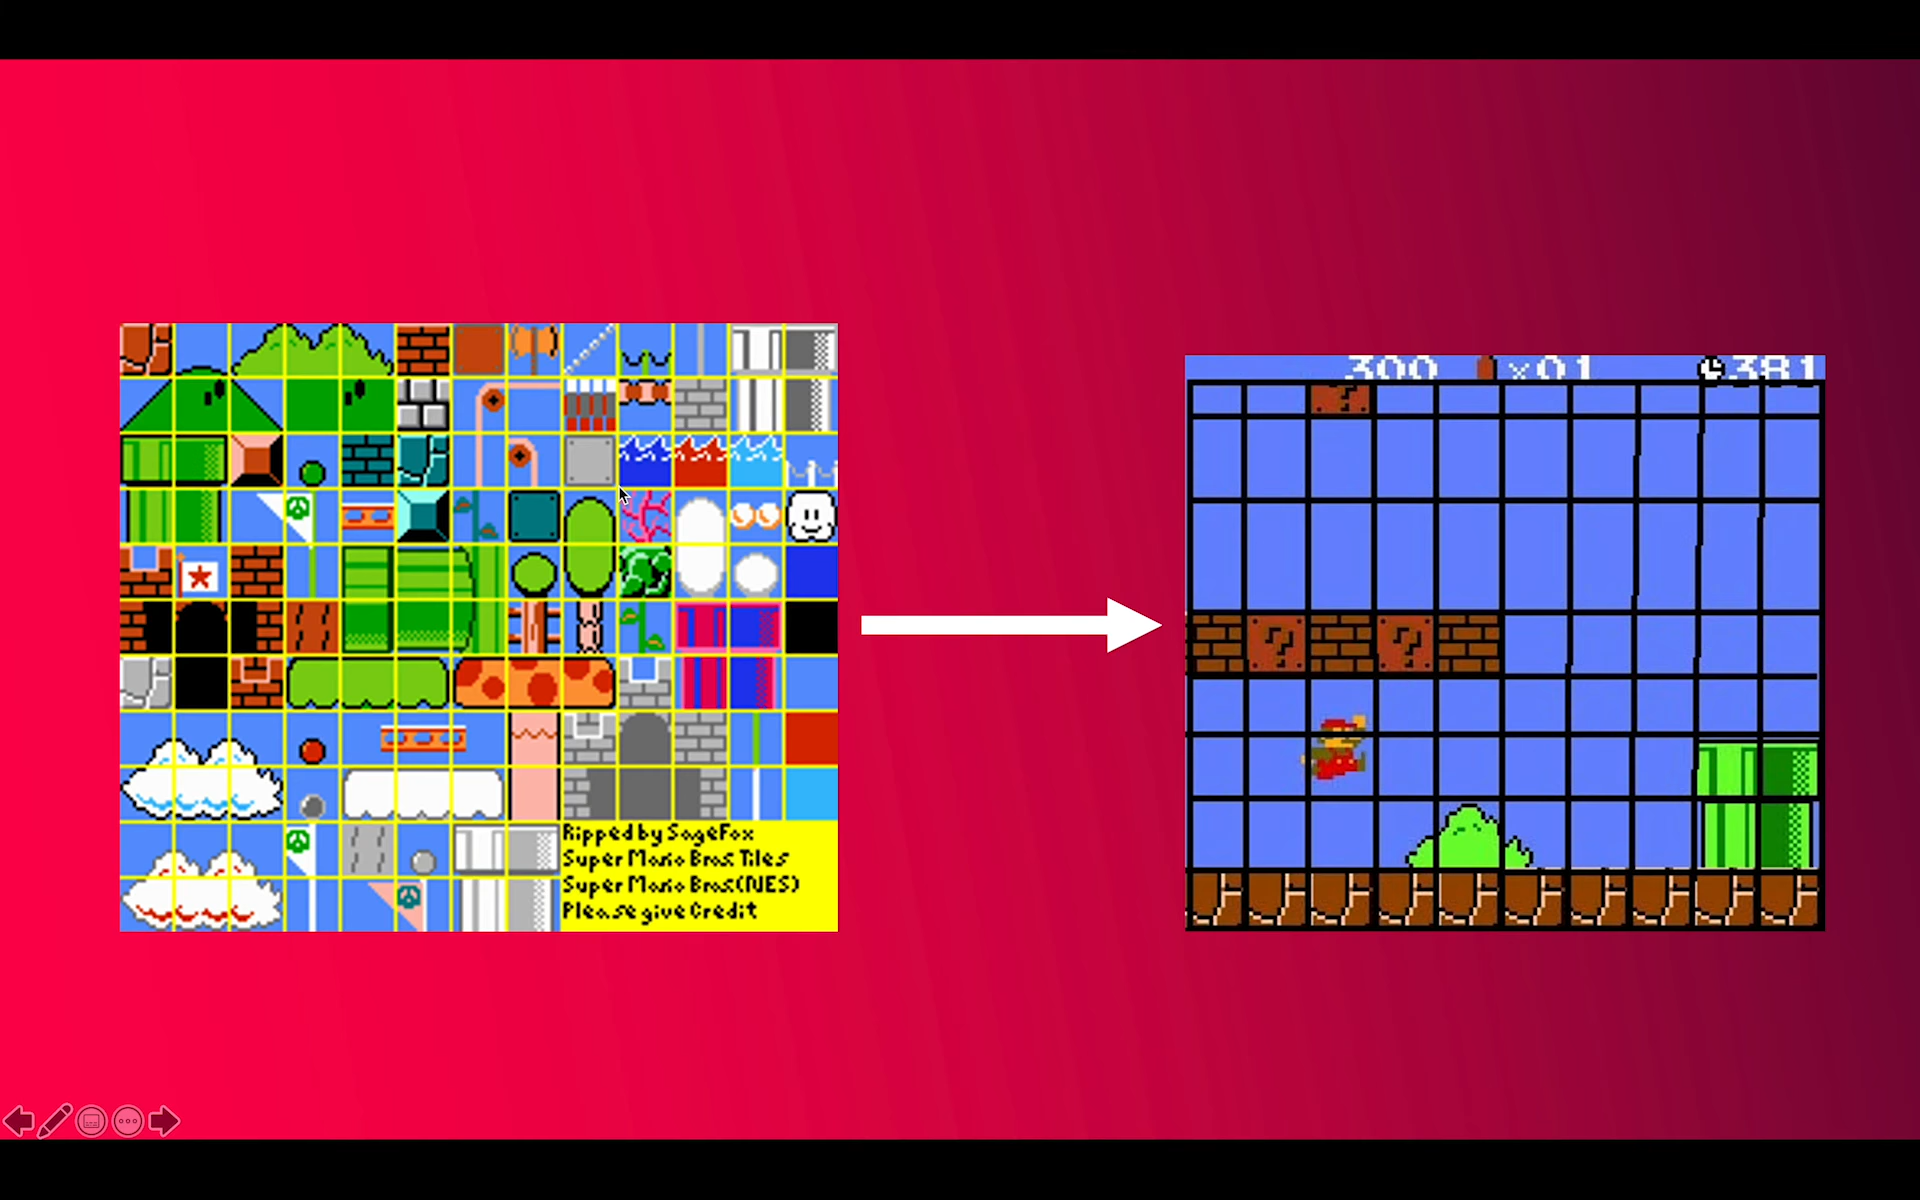 Ripped by SageFox
Super Mario Bros. Tiles
Super Mario Bros.(NES)
Please give Credit
300 x01 381
?
? ?